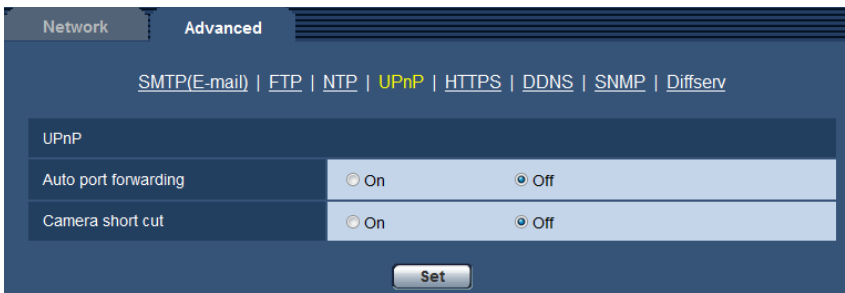 Network Advanced
SMTP(E-mail) | FTP | NTP | UPnP | HTTPS | DDNS | SNMP | Diffserv
UPnP
Auto port forwarding On Off
Camera short cut On Off
Set